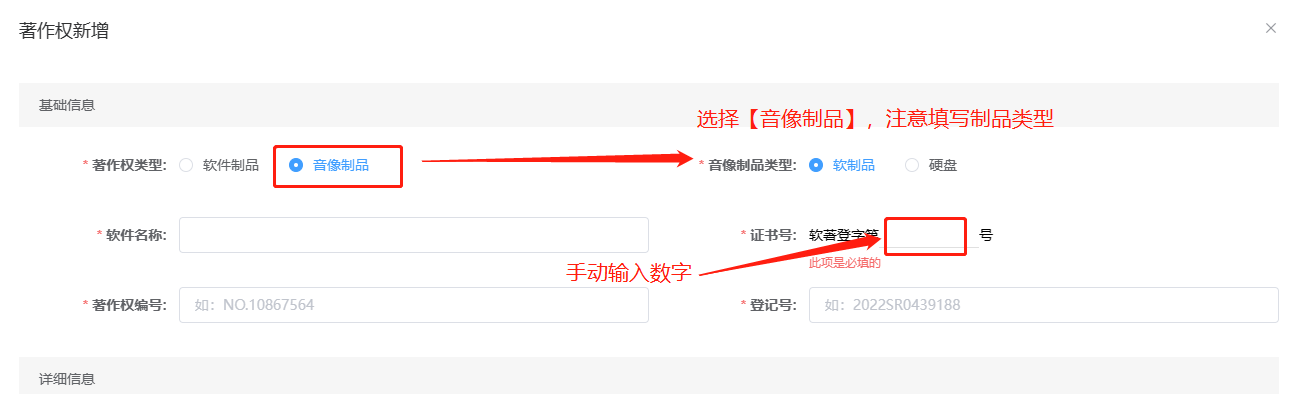 著作权新增
基础信息
选择【音像制品】，注意填写制品类型
* 著作权类型: 软件制品 音像制品 * 音像制品类型: 软制品 硬盘
* 软件名称: * 证书号: 软著登字第 号
此项是必填的
手动输入数字
* 著作权编号: 如：NO.10867564 * 登记号: 如：2022SR0439188
详细信息